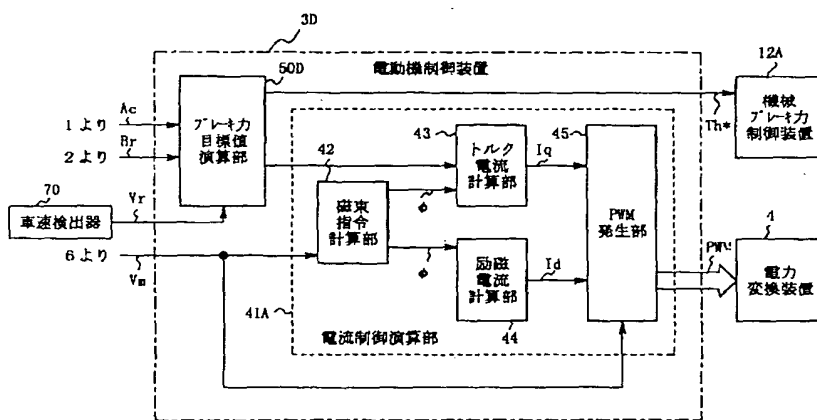 3D
電動機制御装置
50D
ブレーキ力
目標値
演算部
1より
Ac
2より
Br
70
車速検出器
Vr
6より
Vm
12A
機械
ブレーキ力
制御装置
Th*
42
磁束
指令
計算部
φ
φ
43
トルク
電流
計算部
Iq
励磁
電流
計算部
44
Id
45
PWM
発生部
41A
電流制御演算部
PWM
4
電力
変換装置